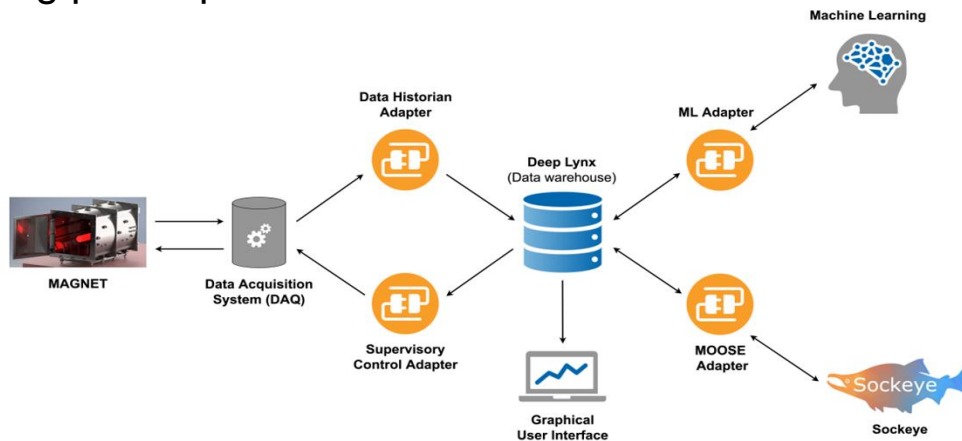 Machine Learning
Data Historian
Adapter
ML Adapter
Deep Lynx
(Data warehouse)
MAGNET
Data Acquisition
System (DAQ)
Supervisory
Control Adapter
MOOSE
Adapter
Graphical
User Interface
Sockeye
Sockeye